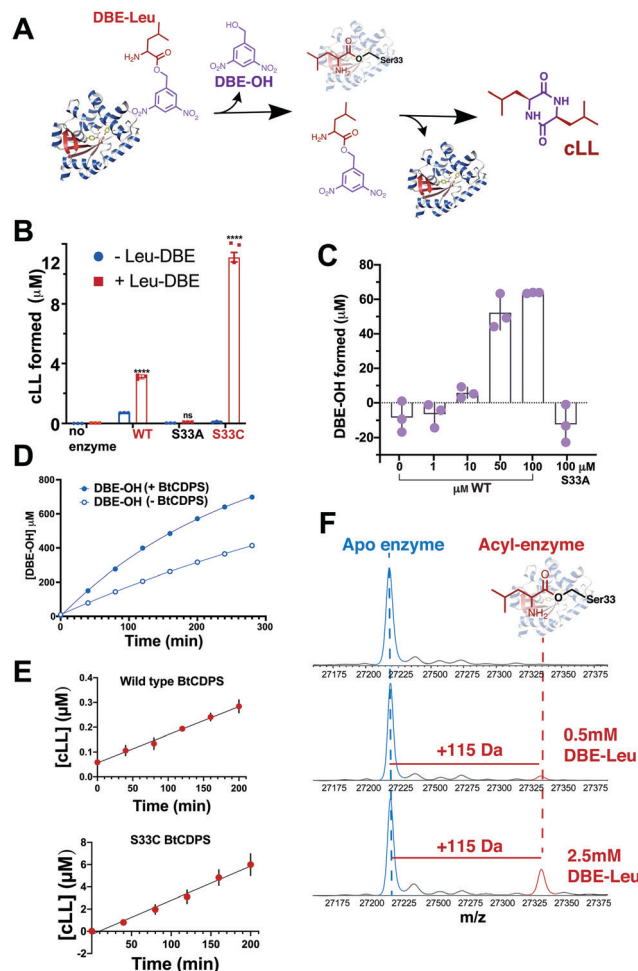 A
DBE-Leu
H2N
O
O
O2N
NO2
HO
O2N
NO2
DBE-OH
O
O
NH2
Ser33
H2N
O
O
O2N
NO2
O
NH
HN
O
cLL
B
- Leu-DBE
+ Leu-DBE
cLL formed (μM)
12
8
4
0
****
ns
****
no enzyme
WT
S33A
S33C
C
DBE-OH formed (μM)
80
60
40
20
0
-20
0
1
10
50
100
100 μM
μM WT
S33A
D
DBE-OH (+ BtCDPS)
DBE-OH (- BtCDPS)
[DBE-OH] μM
800
600
400
200
0
0
100
200
300
Time (min)
E
Wild type BtCDPS
[cLL] (μM)
0.6
0.4
0.3
0.1
0.0
0
50
100
150
200
Time (min)
S33C BtCDPS
[cLL] (μM)
8
6
4
2
0
-2
0
50
100
150
200
Time (min)
F
Apo enzyme
Acyl-enzyme
O
O
NH2
Ser33
27175 27200 27225 27250 27275 27300 27325 27350 27375
+115 Da
0.5mM
DBE-Leu
27175 27200 27225 27250 27275 27300 27325 27350 27375
+115 Da
2.5mM
DBE-Leu
27175 27200 27225 27250 27275 27300 27325 27350 27375
m/z